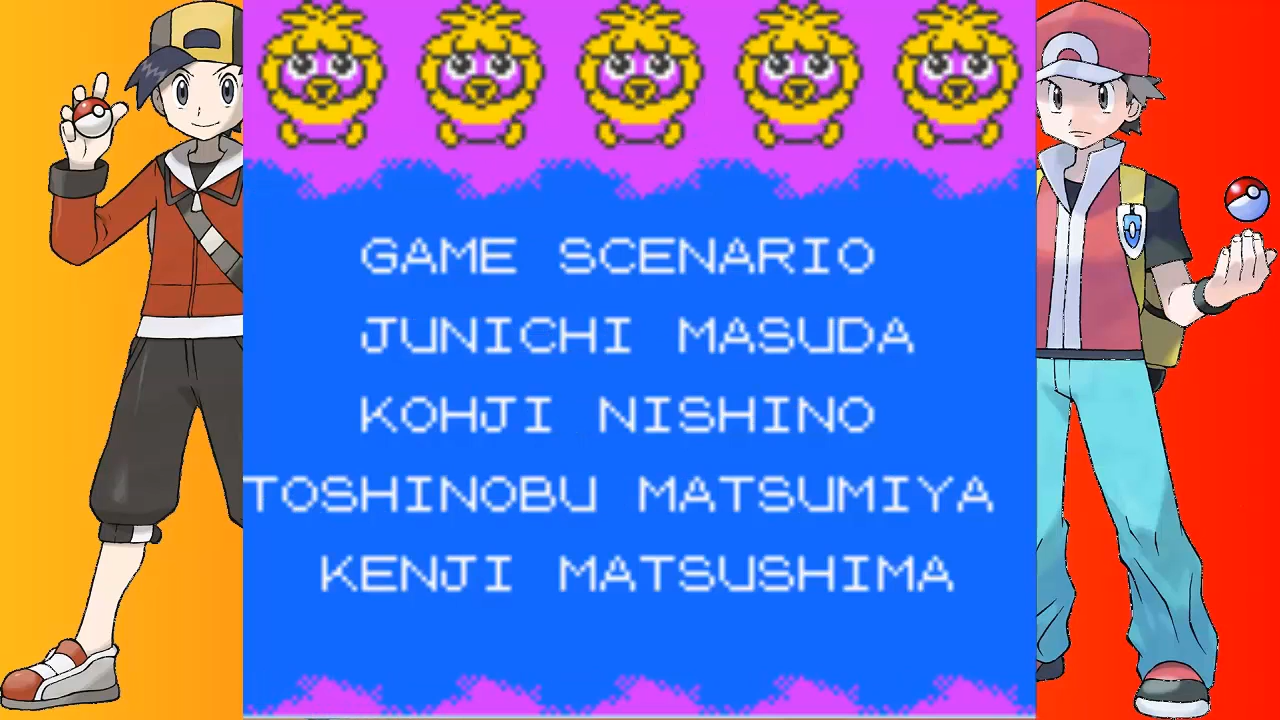 GAME SCENARIO
JUNICHI MASUDA
KOHJI NISHINO
TOSHINOBU MATSUMIYA
KENJI MATSUSHIMA